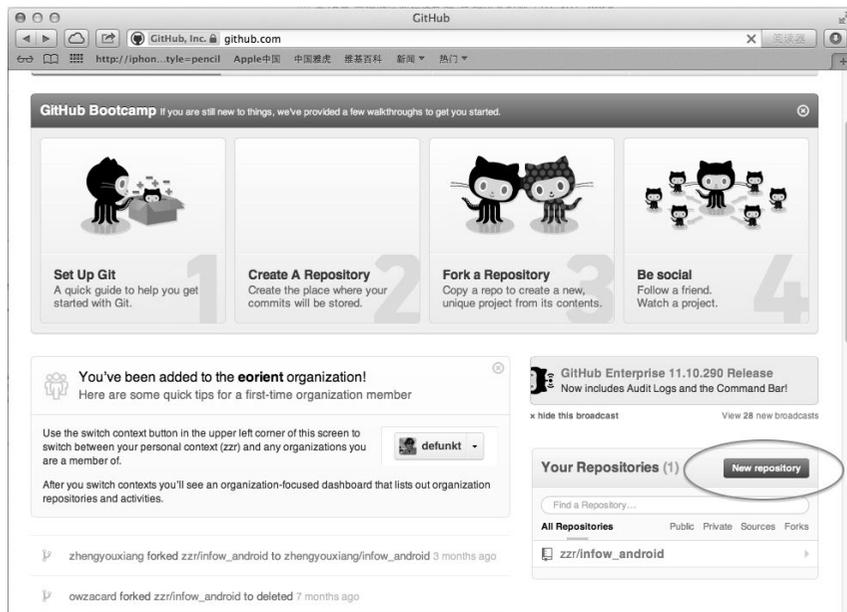 GitHub
GitHub, Inc. github.com
阅读器
http://iphon...tyle=pencil Apple中国 中国雅虎 维基百科 新闻 热门
GitHub Bootcamp If you are still new to things, we've provided a few walkthroughs to get you started.
1
Set Up Git
A quick guide to help you get
started with Git.
2
Create A Repository
Create the place where your
commits will be stored.
3
Fork a Repository
Copy a repo to create a new,
unique project from its contents.
4
Be social
Follow a friend.
Watch a project.
You've been added to the eorient organization!
Here are some quick tips for a first-time organization member
Use the switch context button in the upper left corner of this screen to
switch between your personal context (zzr) and any organizations you
are a member of.
defunkt
After you switch contexts you'll see an organization-focused dashboard that lists out organization
repositories and activities.
zhengyouxiang forked zzr/infow_android to zhengyouxiang/infow_android 3 months ago
owzacard forked zzr/infow_android to deleted 7 months ago
GitHub Enterprise 11.10.290 Release
Now includes Audit Logs and the Command Bar!
x hide this broadcast View 28 new broadcasts
Your Repositories (1) New repository
Find a Repository...
All Repositories Public Private Sources Forks
zzr/infow_android